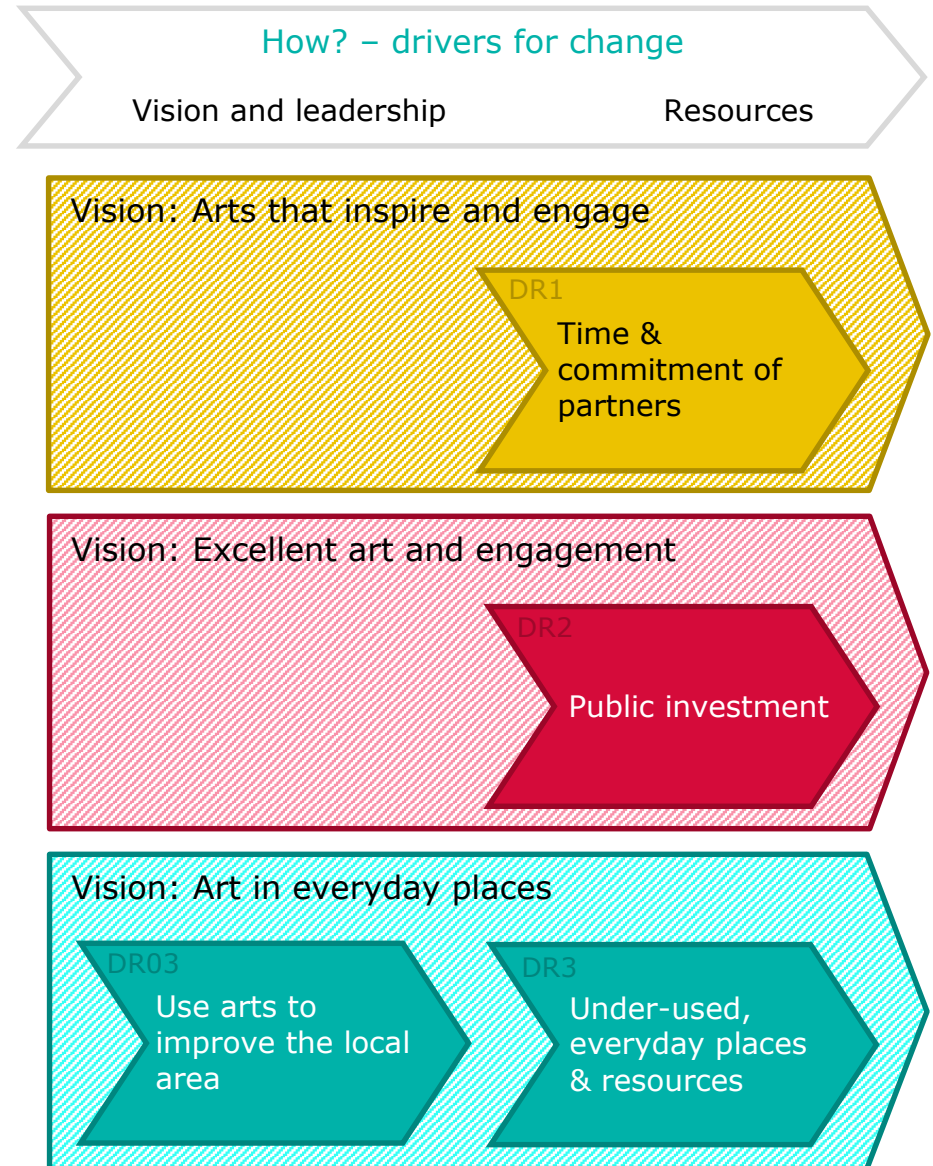 How? – drivers for change
Vision and leadership
Resources
Vision: Arts that inspire and engage
DR1
Time &
commitment of
partners
Vision: Excellent art and engagement
DR2
Public investment
Vision: Art in everyday places
DR03
Use arts to
improve the local
area
DR3
Under-used,
everyday places
& resources